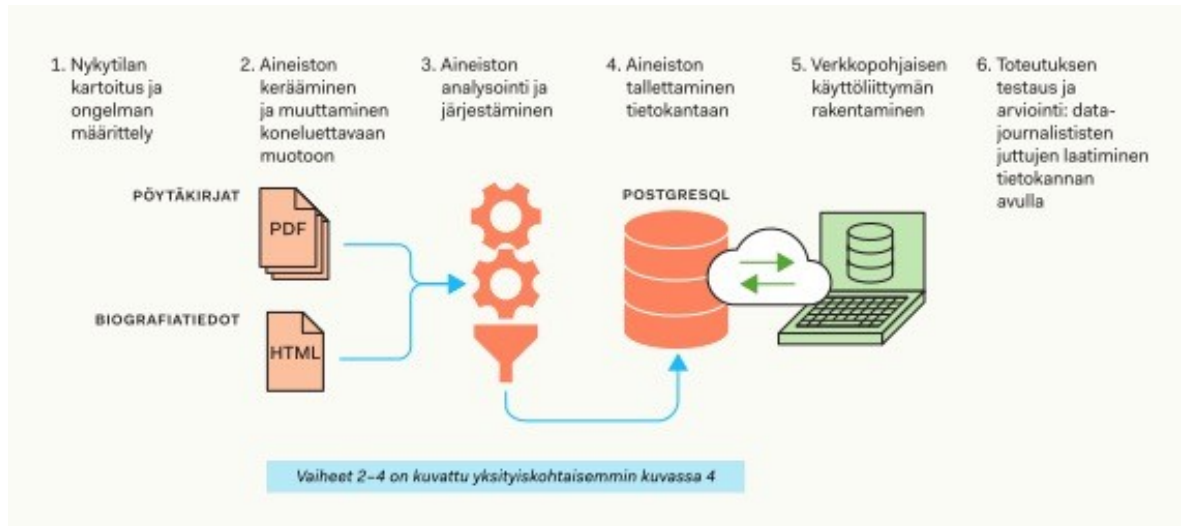 1. Nykytilan
kartoitus ja
ongelman
määrittely
2. Aineiston
kerääminen
ja muuttaminen
koneluettavaan
muotoon
3. Aineiston
analysointi ja
järjestäminen
4. Aineiston
tallettaminen
tietokantaan
5. Verkkopohjaisen
käyttöliittymän
rakentaminen
6. Toteutuksen
testaus ja
arviointi: data-
journalististen
juttujen laatiminen
tietokannan
avulla
PÖYTÄKIRJAT
PDF
BIOGRAFIATIEDOT
HTML
POSTGRESQL
Vaiheet 2–4 on kuvattu yksityiskohtaisemmin kuvassa 4